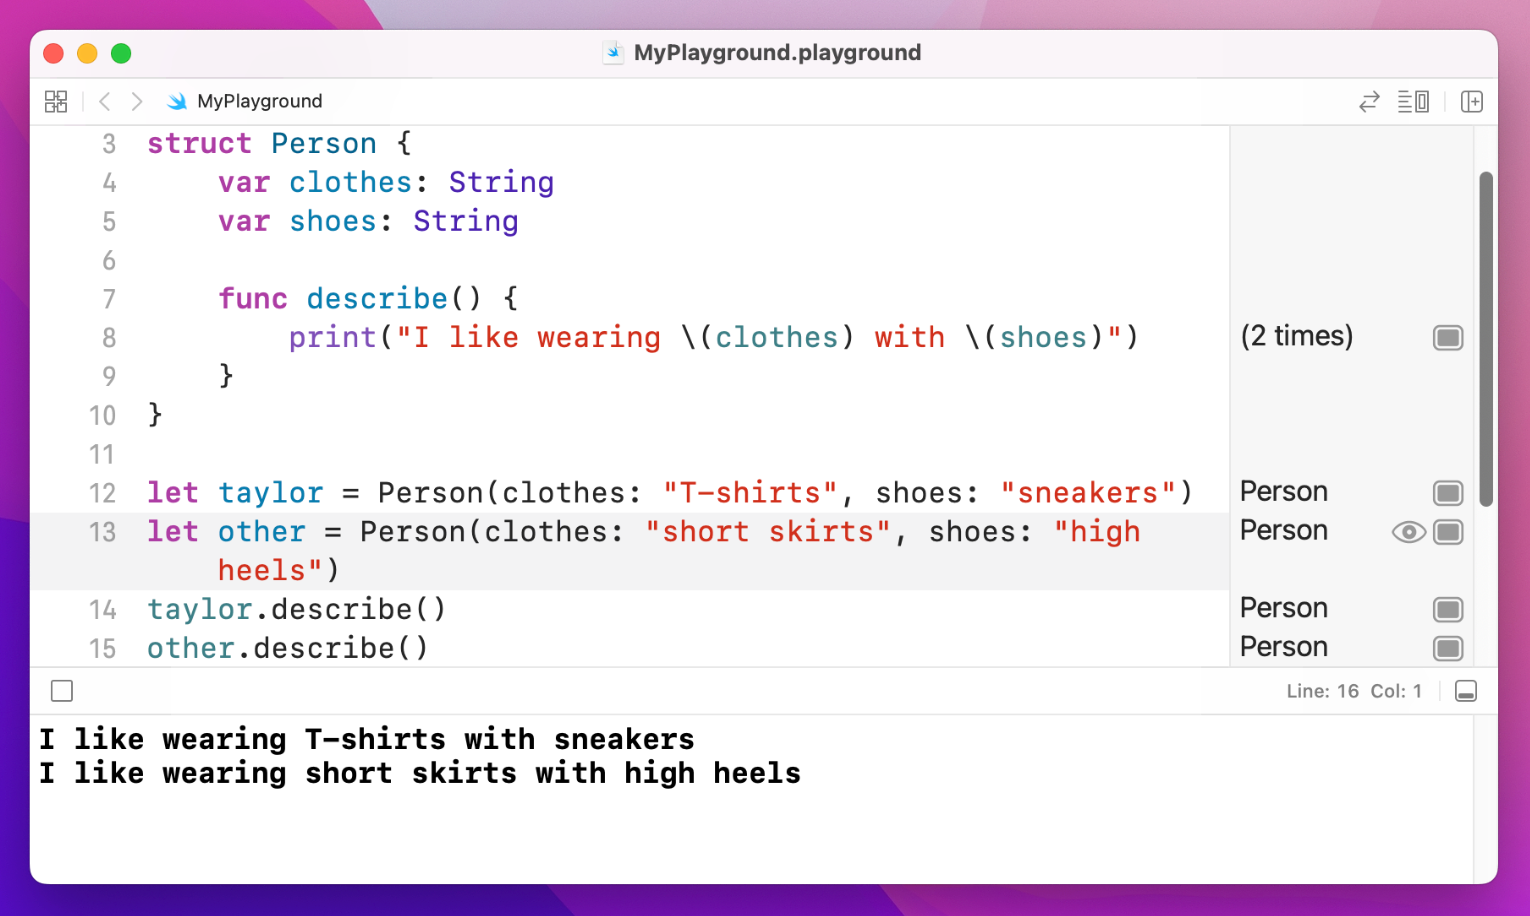 MyPlayground.playground
MyPlayground
3 struct Person {
4     var clothes: String
5     var shoes: String
6
7     func describe() {
8         print("I like wearing \(clothes) with \(shoes)") (2 times)
9     }
10 }
11
12 let taylor = Person(clothes: "T-shirts", shoes: "sneakers") Person
13 let other = Person(clothes: "short skirts", shoes: "high Person
    heels")
14 taylor.describe() Person
15 other.describe() Person
Line: 16 Col: 1
I like wearing T-shirts with sneakers
I like wearing short skirts with high heels